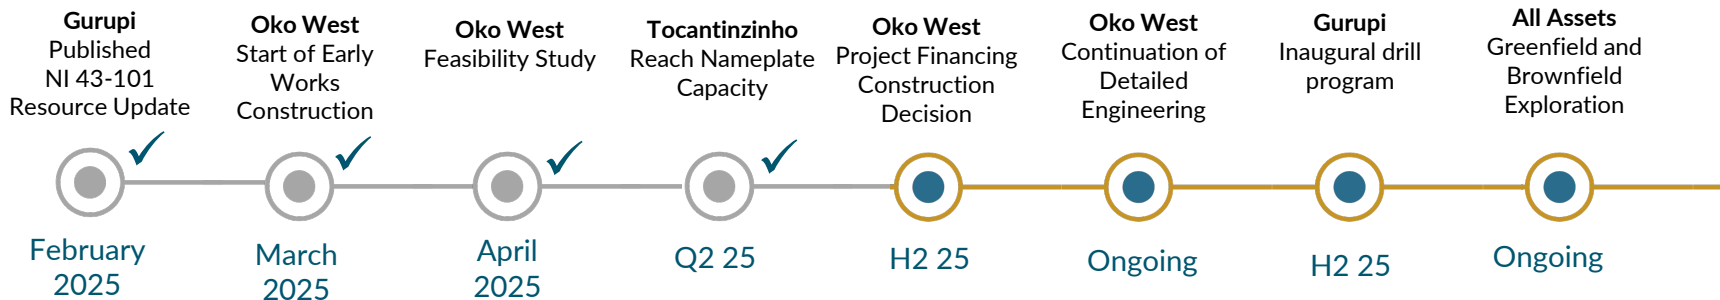 Gurupi
Published
NI 43-101
Resource Update
February
2025
Oko West
Start of Early
Works
Construction
March
2025
Oko West
Feasibility Study
April
2025
Tocantinzinho
Reach Nameplate
Capacity
Q2 25
Oko West
Project Financing
Construction
Decision
H2 25
Oko West
Continuation of
Detailed
Engineering
Ongoing
Gurupi
Inaugural drill
program
H2 25
All Assets
Greenfield and
Brownfield
Exploration
Ongoing